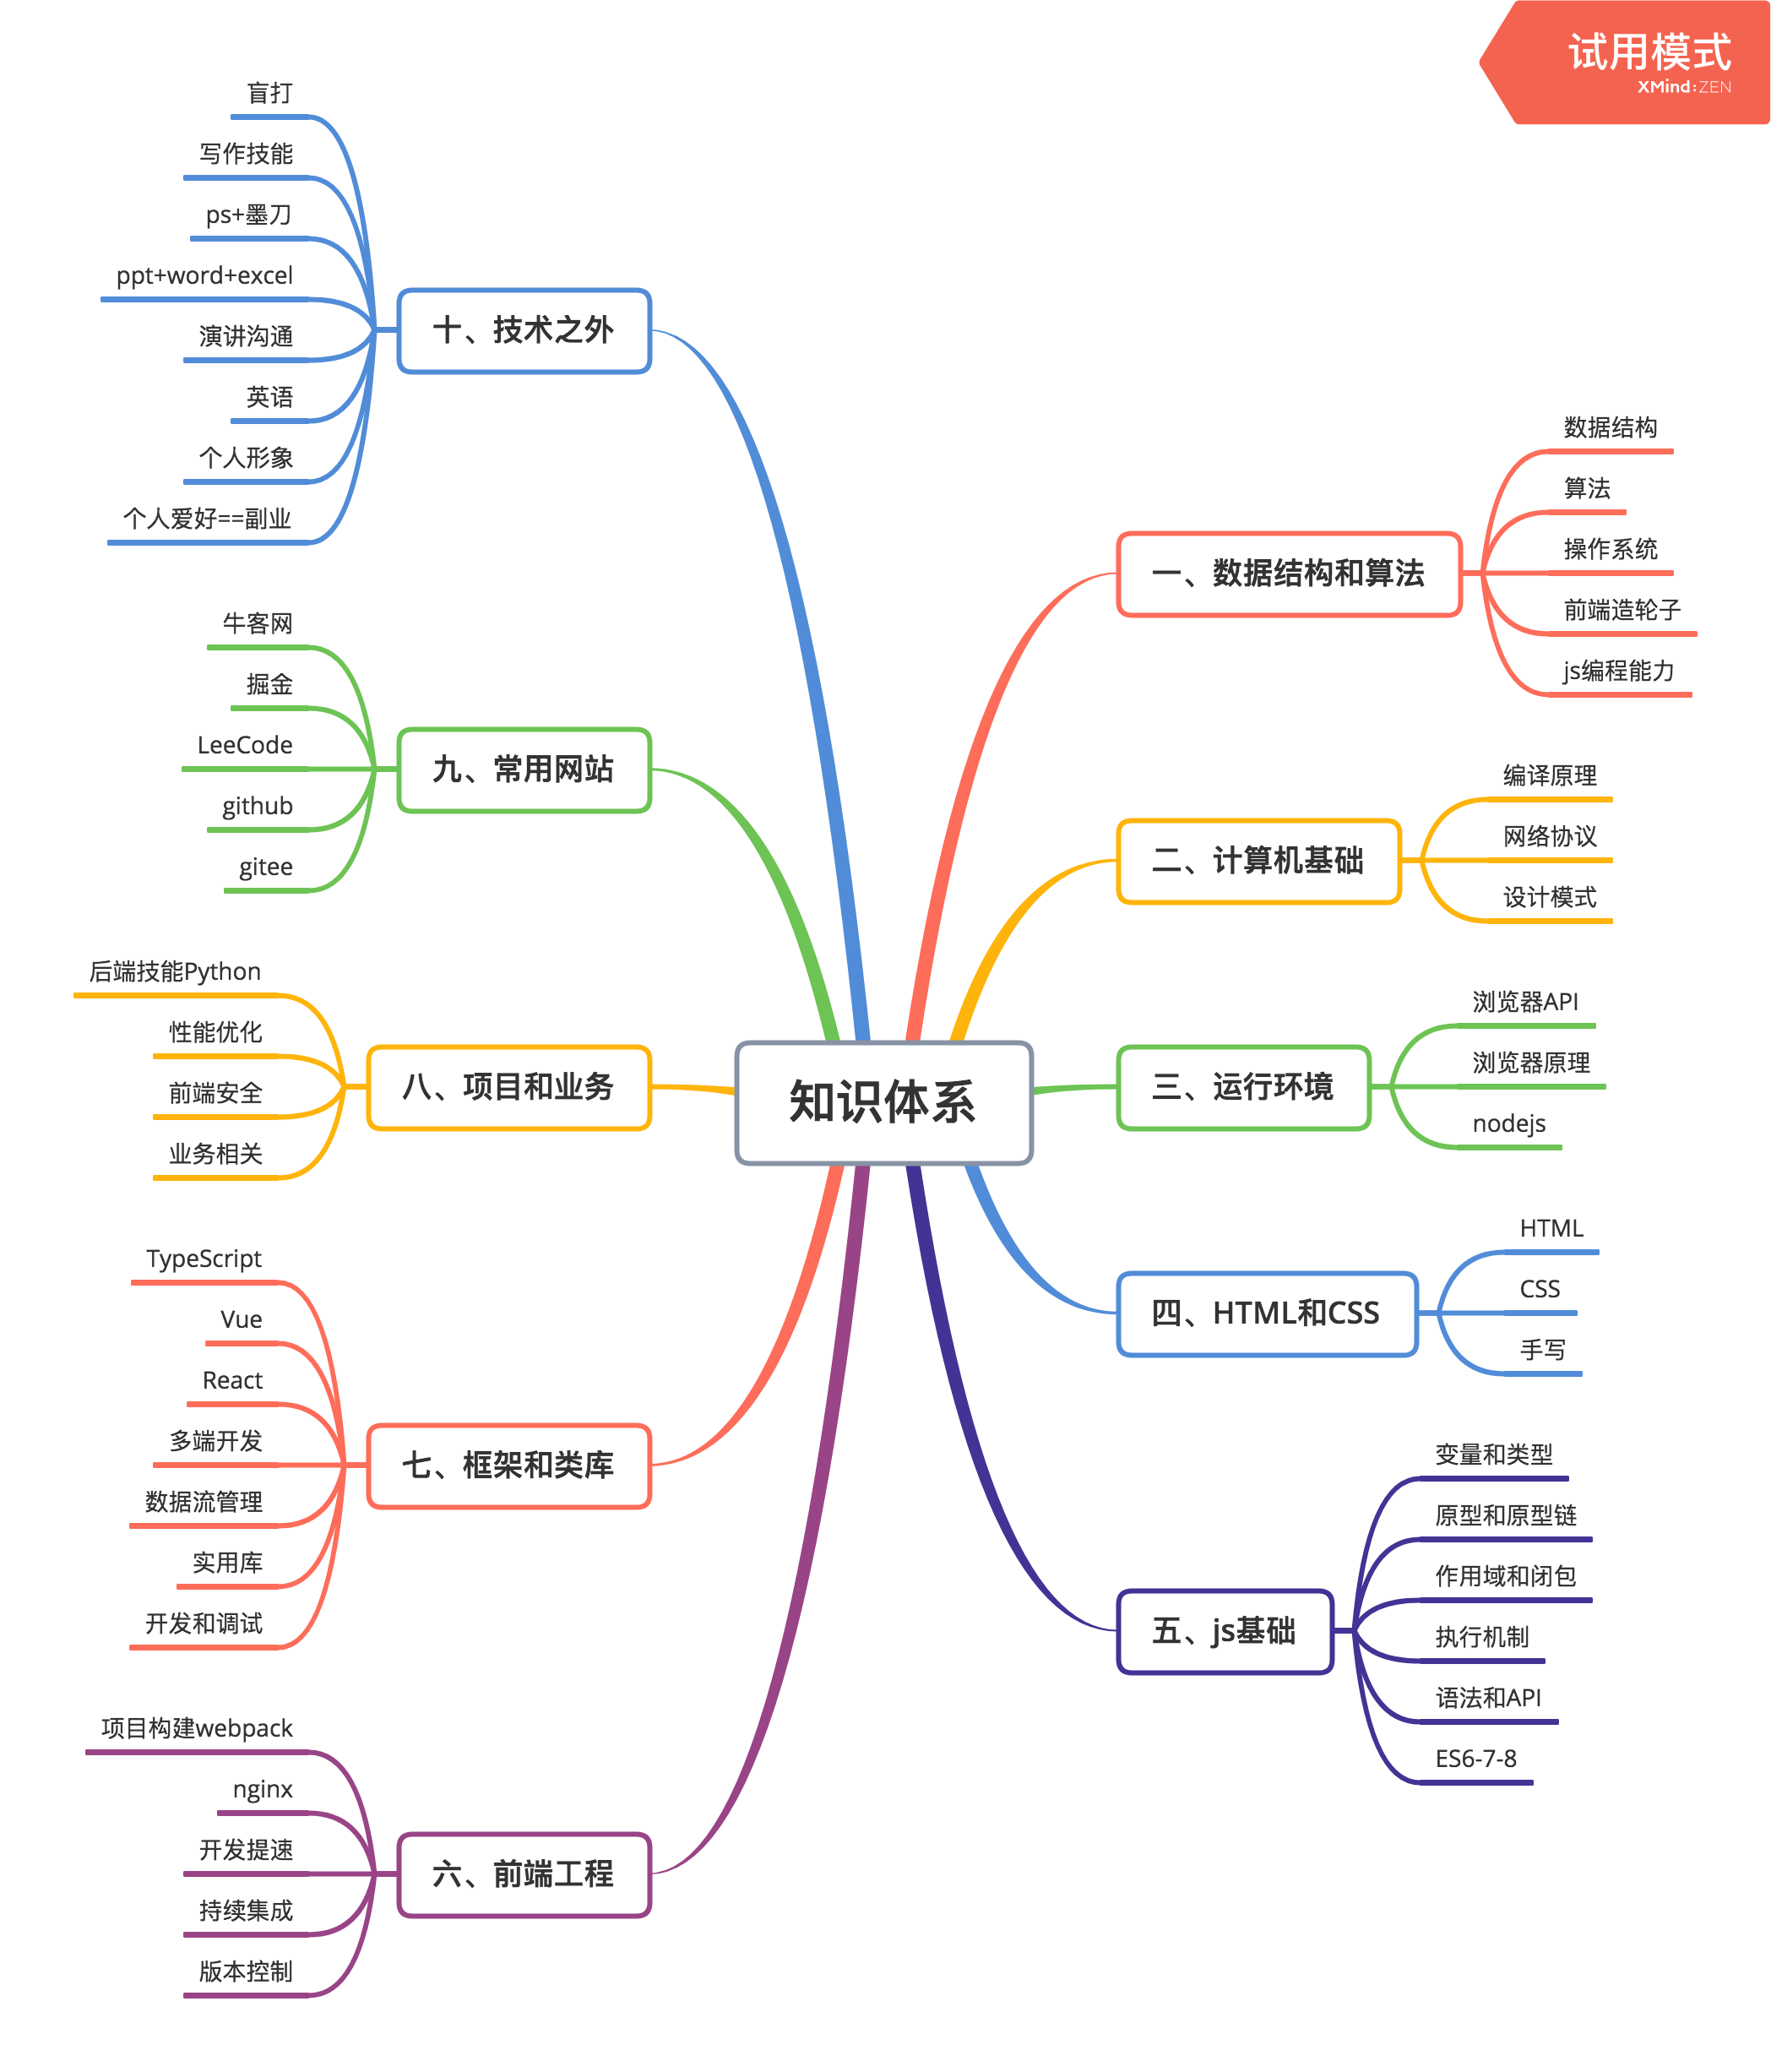 试用模式
XMind:ZEN
知识体系
一、数据结构和算法
数据结构
算法
操作系统
前端造轮子
js编程能力
二、计算机基础
编译原理
网络协议
设计模式
三、运行环境
浏览器API
浏览器原理
nodejs
四、HTML和CSS
HTML
CSS
手写
五、js基础
变量和类型
原型和原型链
作用域和闭包
执行机制
语法和API
ES6-7-8
六、前端工程
项目构建webpack
nginx
开发提速
持续集成
版本控制
七、框架和类库
TypeScript
Vue
React
多端开发
数据流管理
实用库
开发和调试
八、项目和业务
后端技能Python
性能优化
前端安全
业务相关
九、常用网站
牛客网
掘金
LeeCode
github
gitee
十、技术之外
盲打
写作技能
ps+墨刀
ppt+word+excel
演讲沟通
英语
个人形象
个人爱好==副业